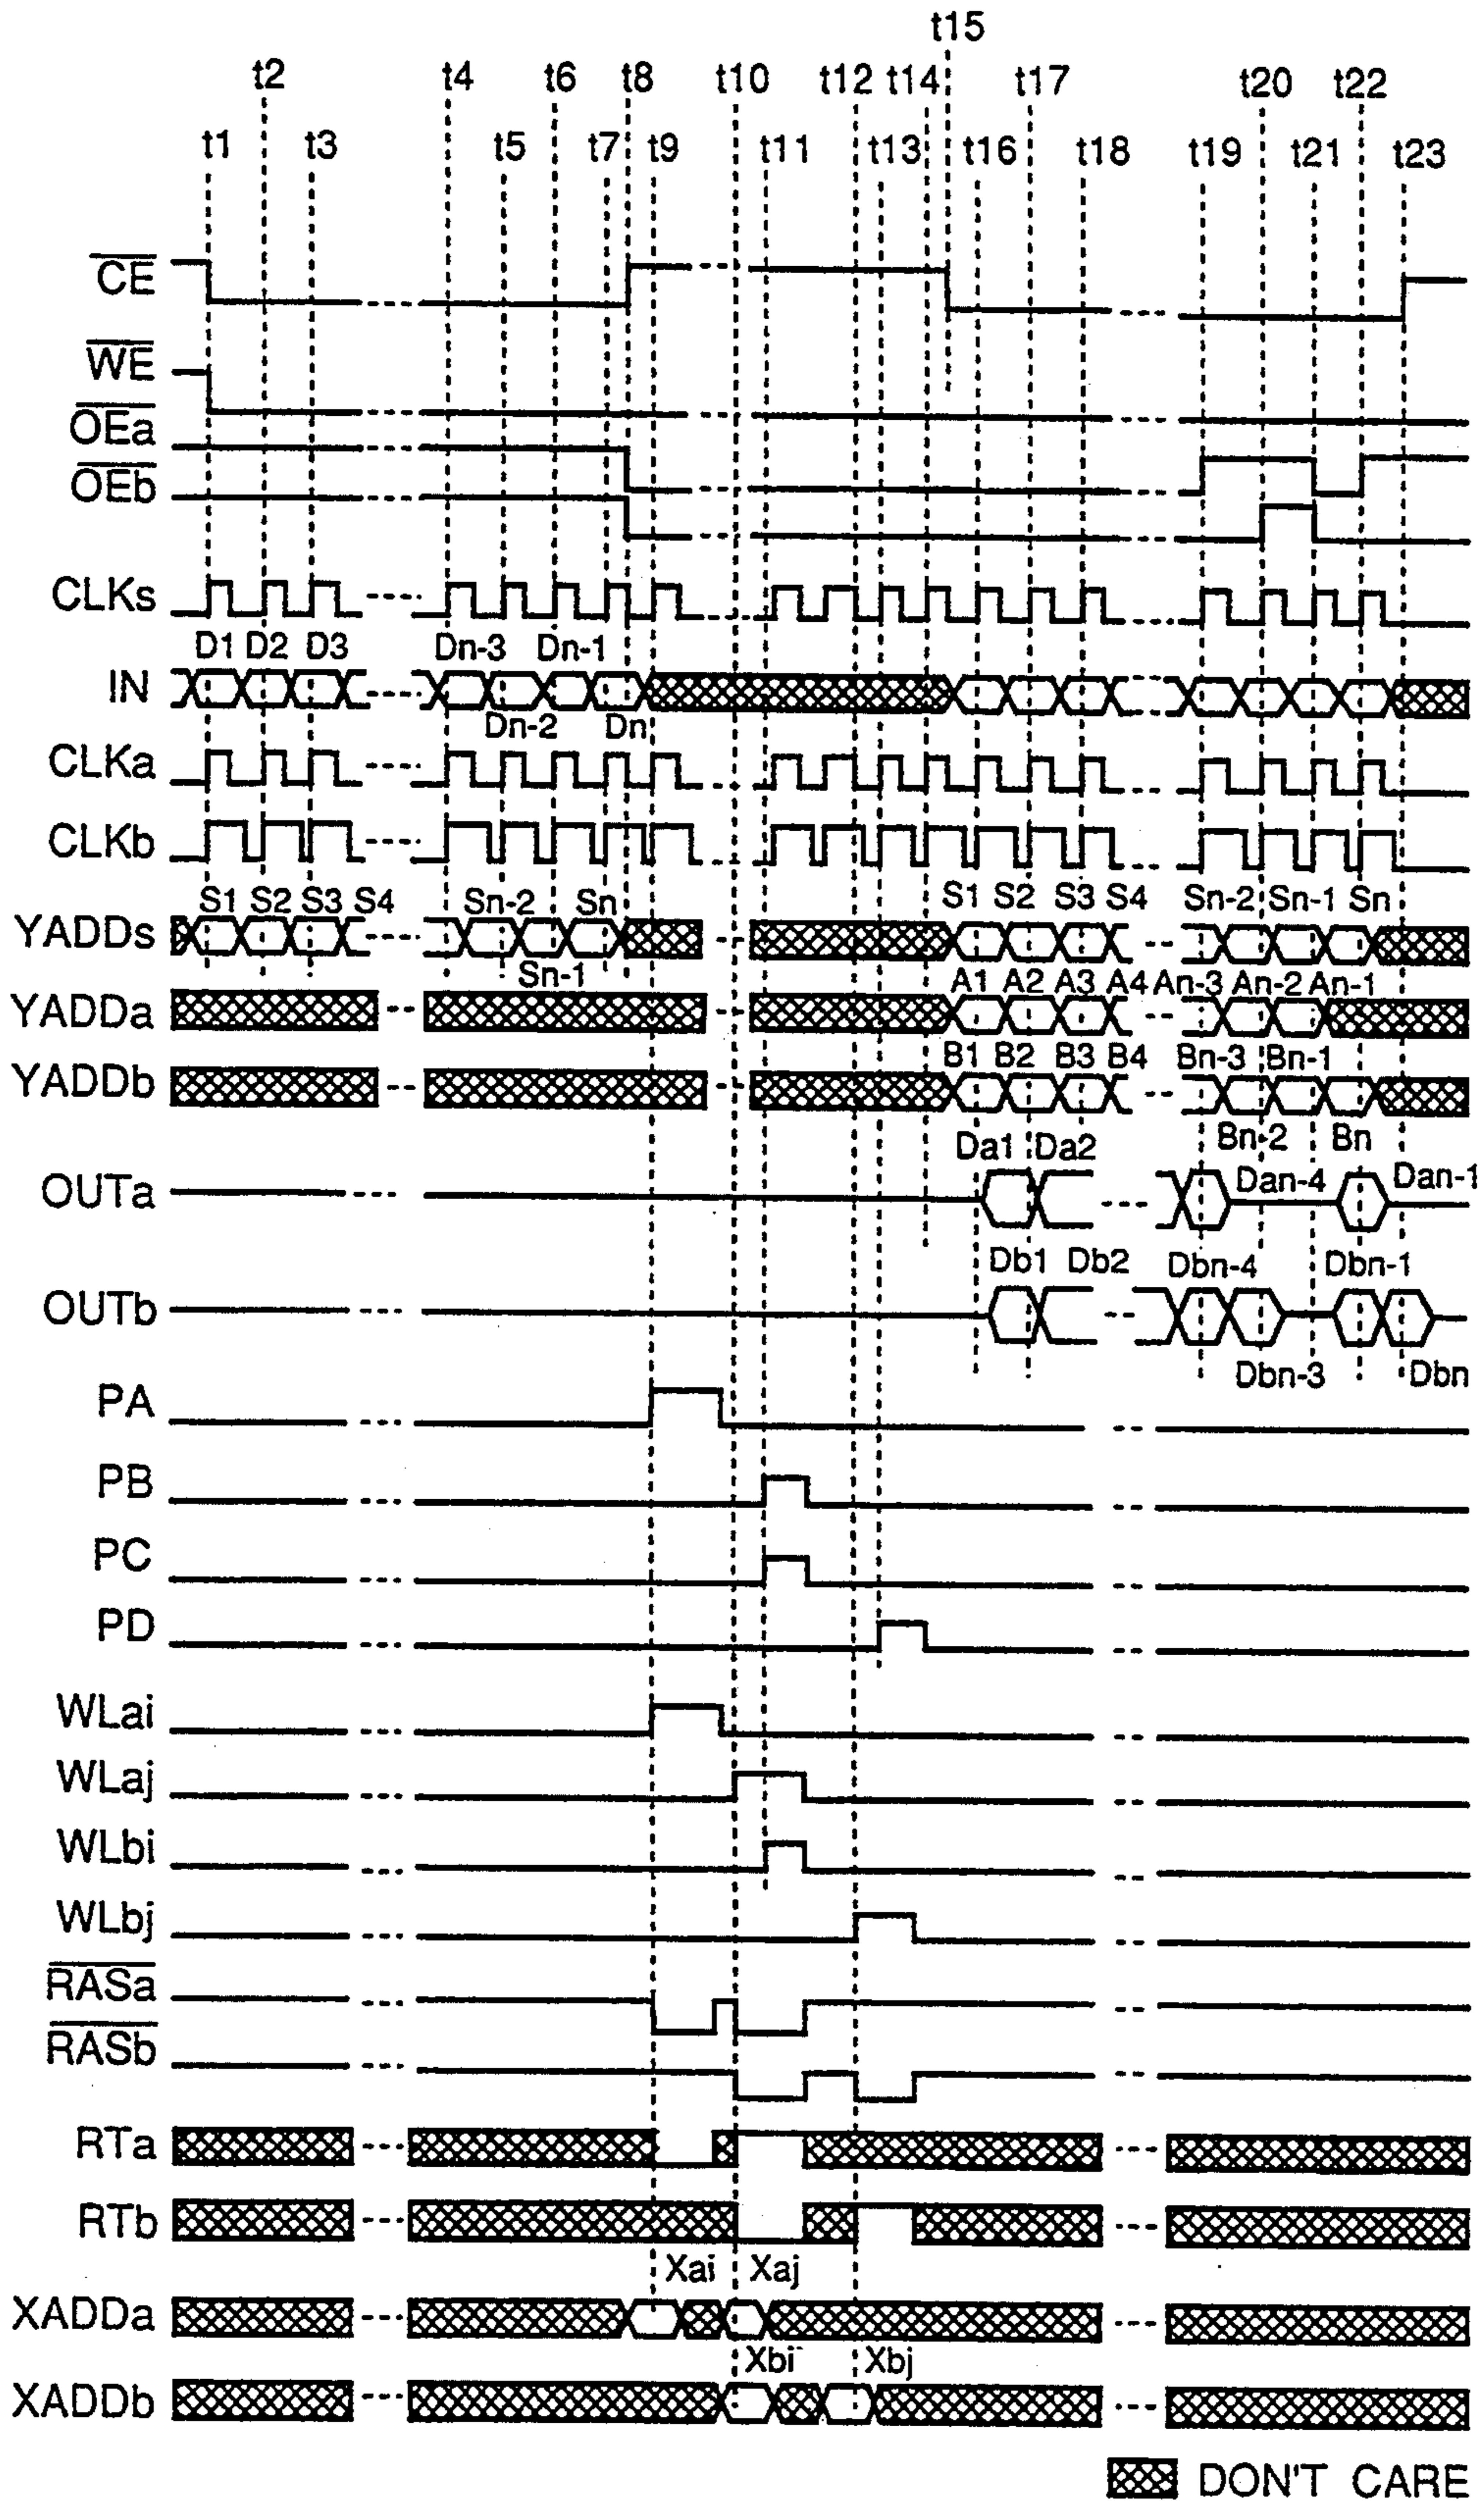 t15
t2 t4 t6 t8 t10 t12 t14 t17 t20 t22
t1 t3 t5 t7 t9 t11 t13 t16 t18 t19 t21 t23
CE
WE
OEa
OEb
CLKs
D1 D2 D3 Dn-3 Dn-1
IN
Dn-2 Dn
CLKa
CLKb
S1 S2 S3 S4 Sn-2 Sn S1 S2 S3 S4 Sn-2 Sn-1 Sn
YADDs
Sn-1
A1 A2 A3 A4 An-3 An-2 An-1
YADDa
B1 B2 B3 B4 Bn-3 Bn-1
YADDb
Bn-2 Bn
Da1 Da2 Dan-4 Dan-1
OUTa
Db1 Db2 Dbn-4 Dbn-1
OUTb
Dbn-3 Dbn
PA
PB
PC
PD
WLai
WLaj
WLbi
WLbj
RASa
RASb
RTa
RTb
Xai Xaj
XADDa
Xbi Xbj
XADDb
DON'T CARE